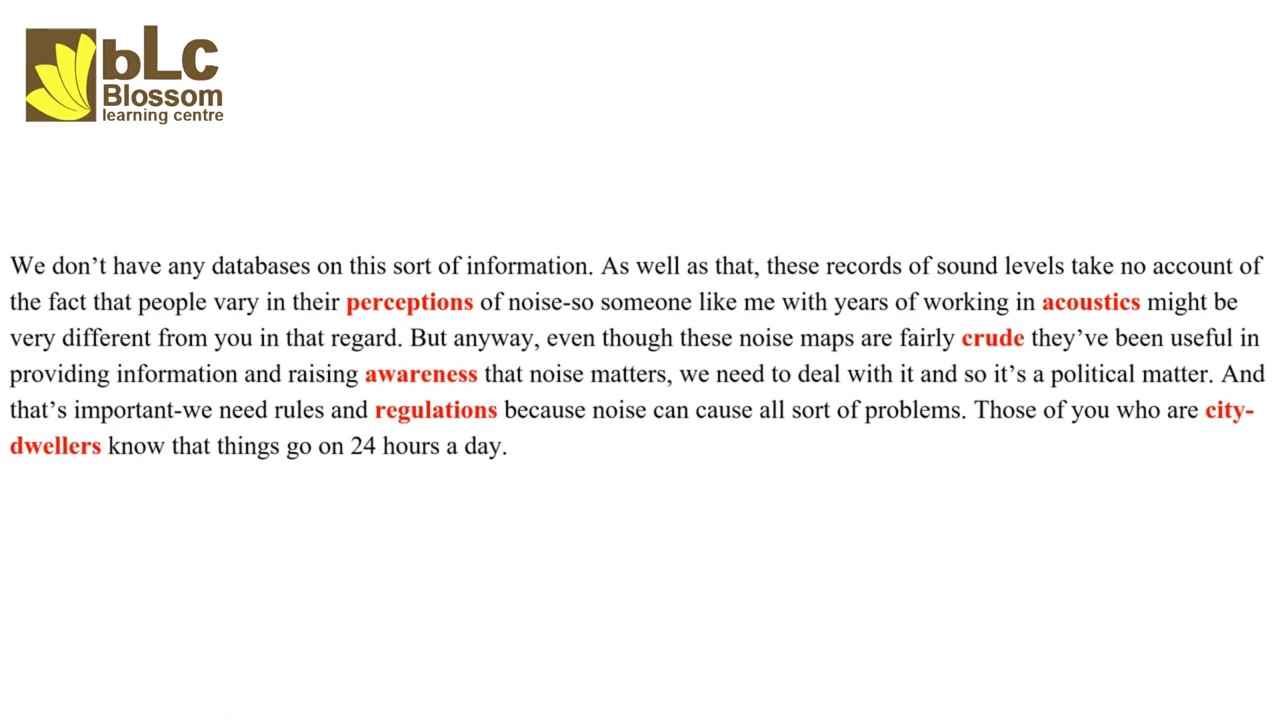 bLc
Blossom
learning centre
We don’t have any databases on this sort of information. As well as that, these records of sound levels take no account of
the fact that people vary in their perceptions of noise-so someone like me with years of working in acoustics might be
very different from you in that regard. But anyway, even though these noise maps are fairly crude they’ve been useful in
providing information and raising awareness that noise matters, we need to deal with it and so it’s a political matter. And
that’s important-we need rules and regulations because noise can cause all sort of problems. Those of you who are city-
dwellers know that things go on 24 hours a day.